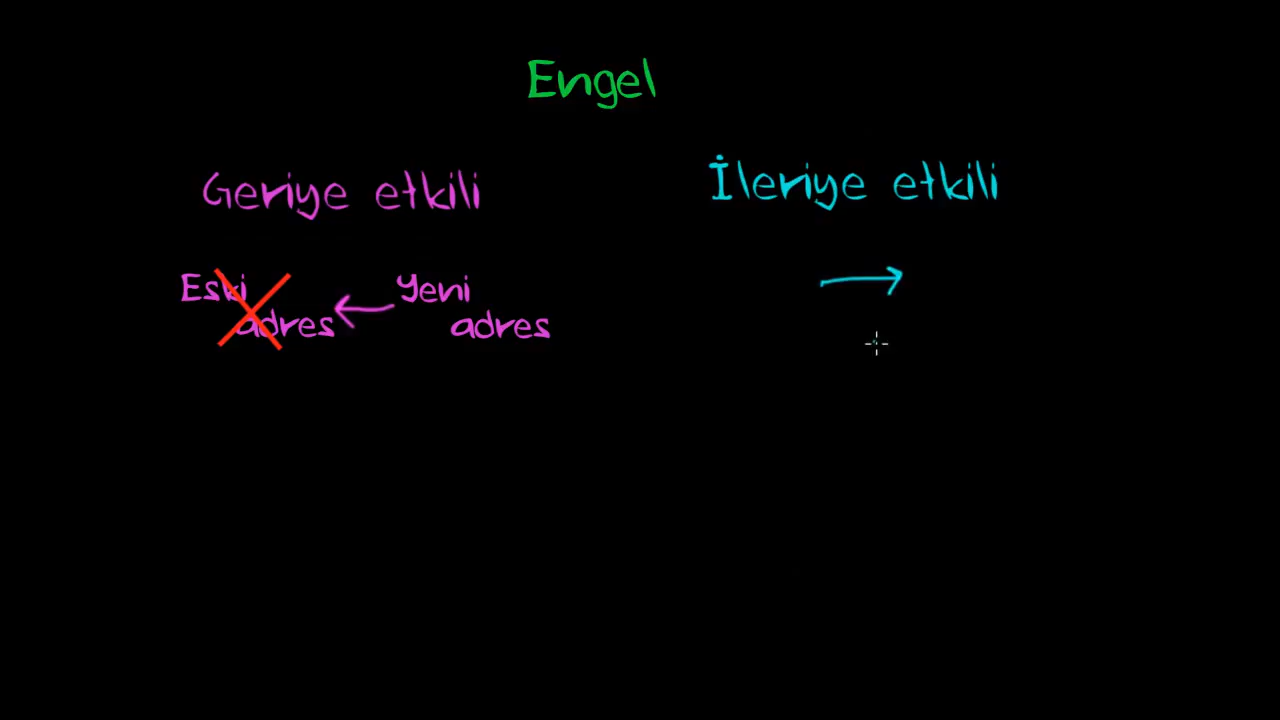 Engel
Geriye etkili
İleriye etkili
Eski
adres
Yeni
adres